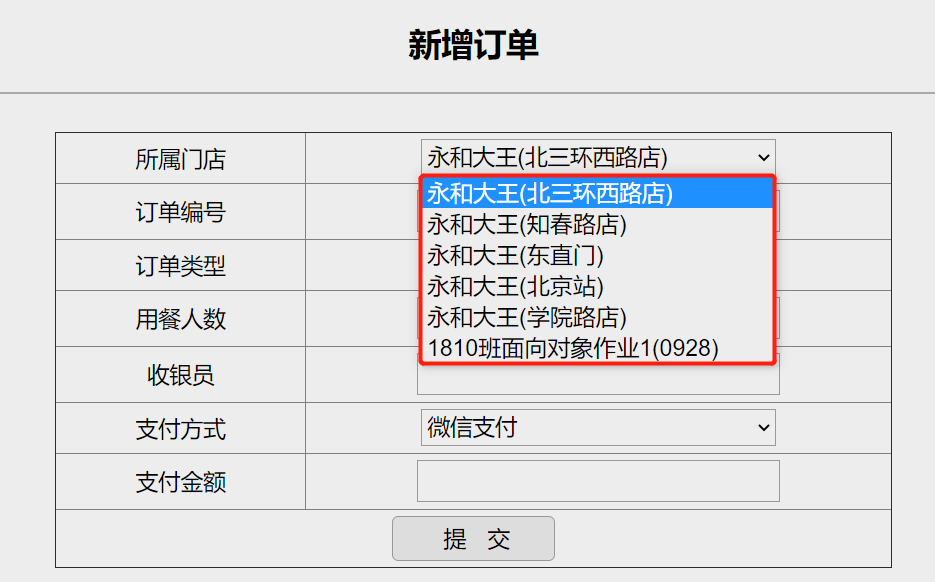 新增订单
所属门店
永和大王(北三环西路店)
永和大王(北三环西路店)
永和大王(知春路店)
永和大王(东直门)
永和大王(北京站)
永和大王(学院路店)
1810班面向对象作业1(0928)
订单编号
订单类型
用餐人数
收银员
支付方式
微信支付
支付金额
提 交